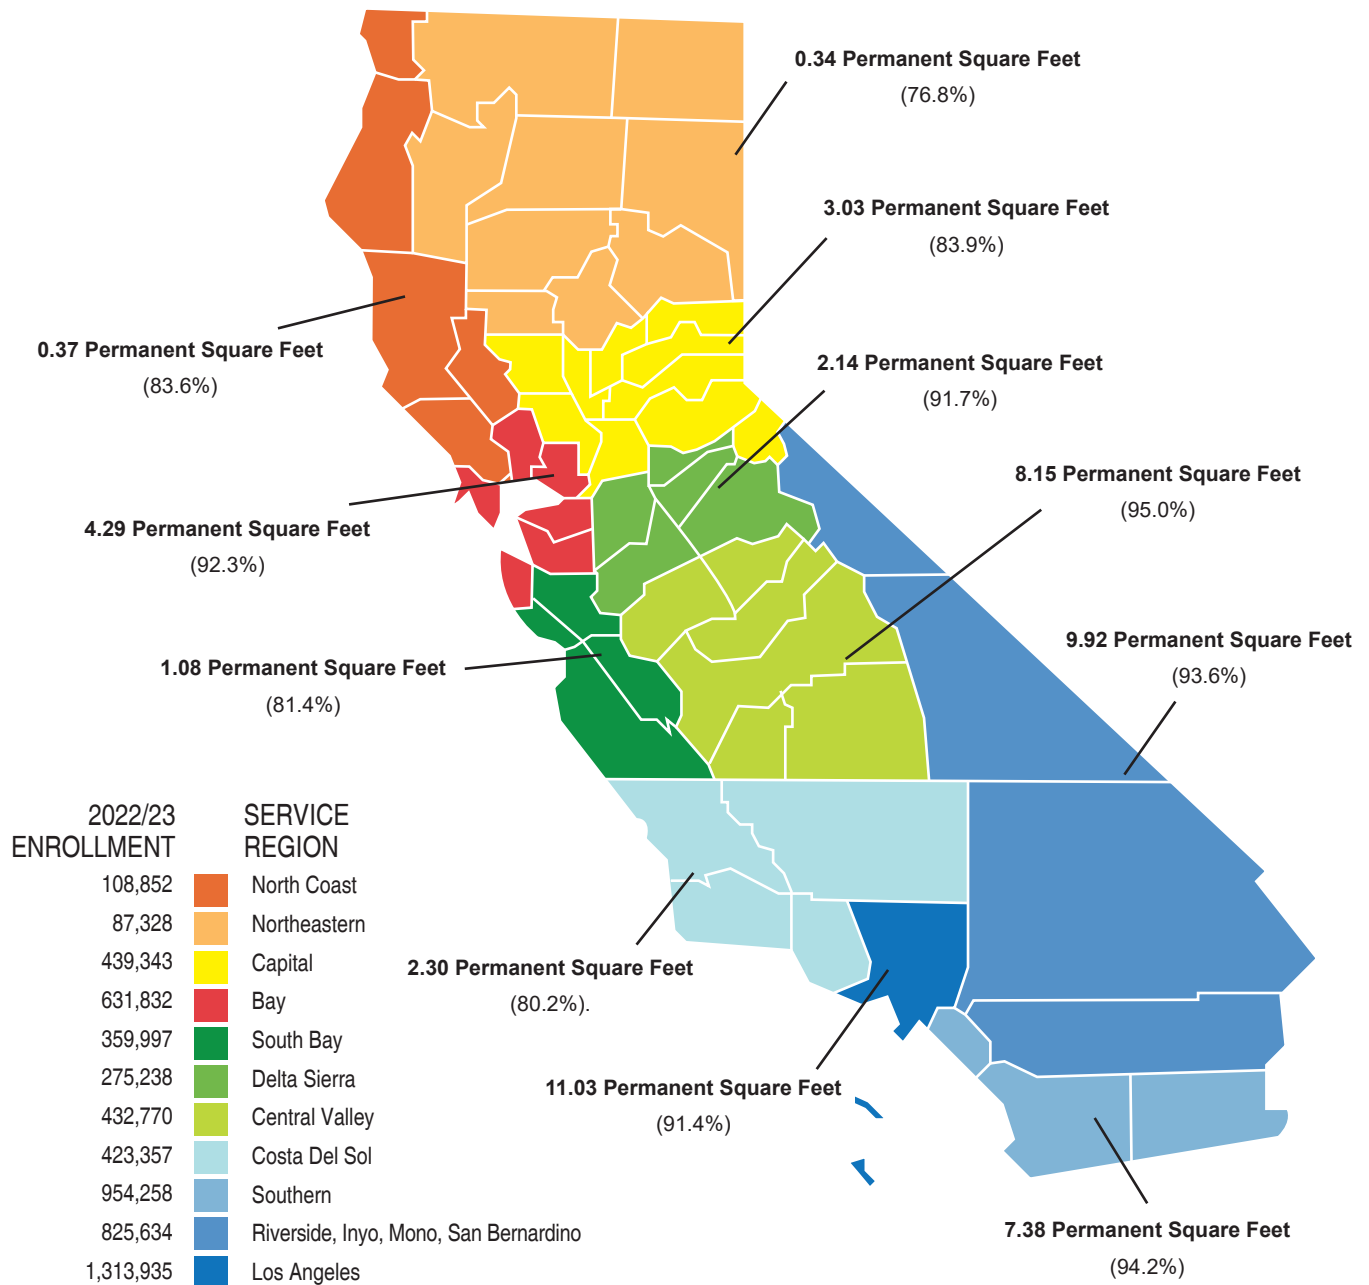 0.34 Permanent Square Feet
(76.8%)
3.03 Permanent Square Feet
(83.9%)
0.37 Permanent Square Feet
(83.6%)
2.14 Permanent Square Feet
(91.7%)
8.15 Permanent Square Feet
(95.0%)
4.29 Permanent Square Feet
(92.3%)
9.92 Permanent Square Feet
(93.6%)
1.08 Permanent Square Feet
(81.4%)
2.30 Permanent Square Feet
(80.2%).
11.03 Permanent Square Feet
(91.4%)
7.38 Permanent Square Feet
(94.2%)
2022/23 SERVICE
ENROLLMENT REGION
108,852 North Coast
87,328 Northeastern
439,343 Capital
631,832 Bay
359,997 South Bay
275,238 Delta Sierra
432,770 Central Valley
423,357 Costa Del Sol
954,258 Southern
825,634 Riverside, Inyo, Mono, San Bernardino
1,313,935 Los Angeles